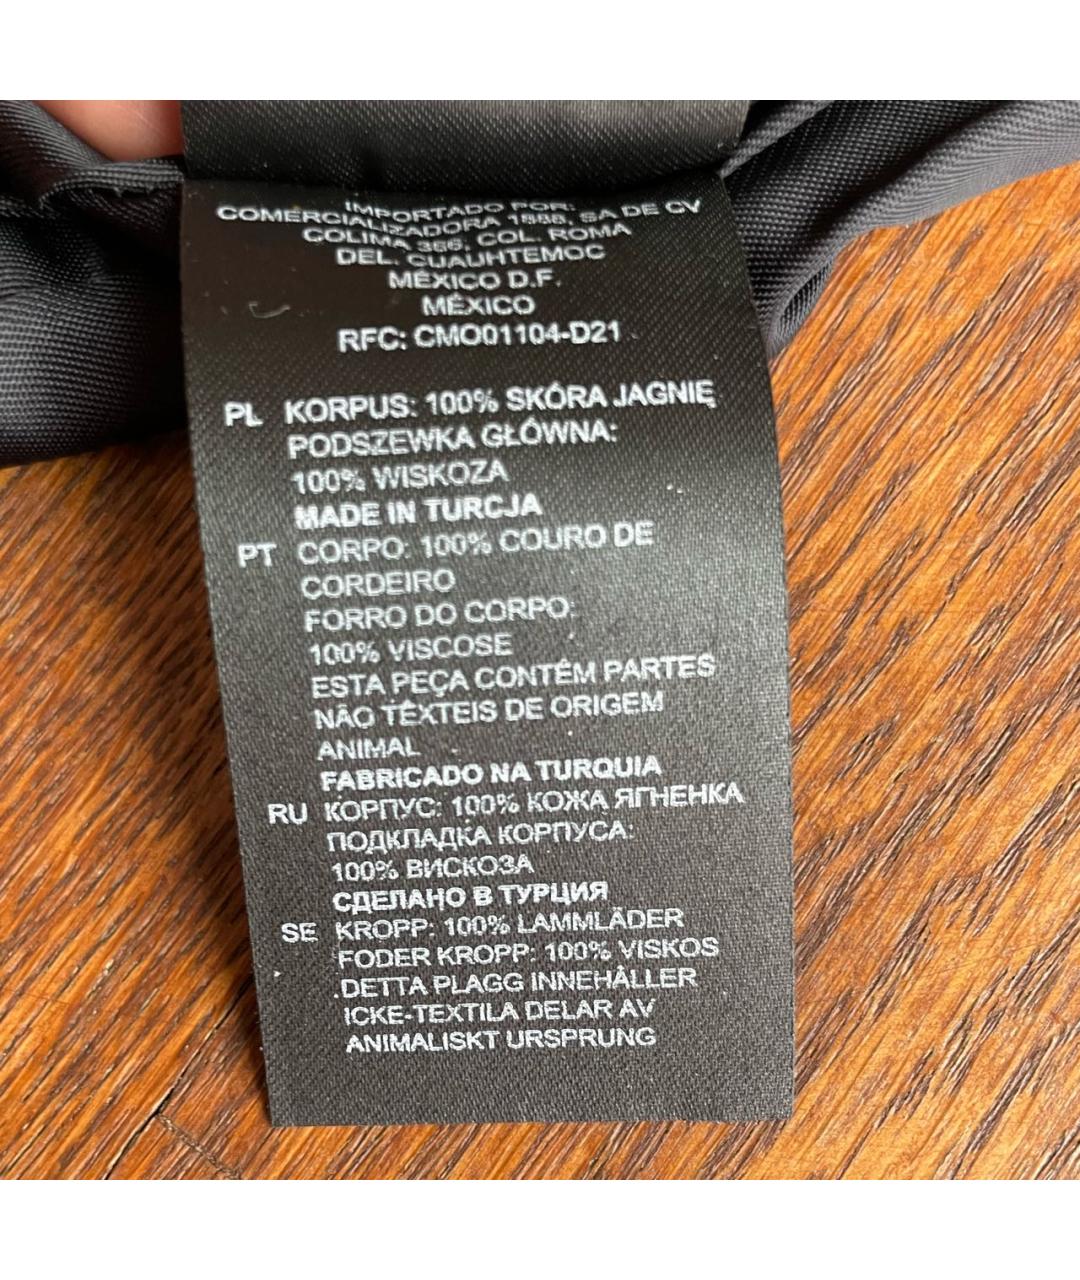 IMPORTADO POR:
COMERCIALIZADORA 1888, SA DE CV
COLIMA 366, COL. ROMA
DEL. CUAUHTEMOC
MÉXICO D.F.
MÉXICO
RFC: CMO01104-D21
PL KORPUS: 100% SKÓRA JAGNIĘ
PODSZEWKA GŁÓWNA:
100% WISKOZA
MADE IN TURCJA
PT CORPO: 100% COURO DE
CORDEIRO
FORRO DO CORPO:
100% VISCOSE
ESTA PEÇA CONTÉM PARTES
NÃO TÊXTEIS DE ORIGEM
ANIMAL
FABRICADO NA TURQUIA
RU КОРПУС: 100% КОЖА ЯГНЕНКА
ПОДКЛАДКА КОРПУСА:
100% ВИСКОЗА
СДЕЛАНО В ТУРЦИЯ
SE KROPP: 100% LAMMLÄDER
FODER KROPP: 100% VISKOS
DETTA PLAGG INNEHÅLLER
ICKE-TEXTILA DELAR AV
ANIMALISKT URSPRUNG